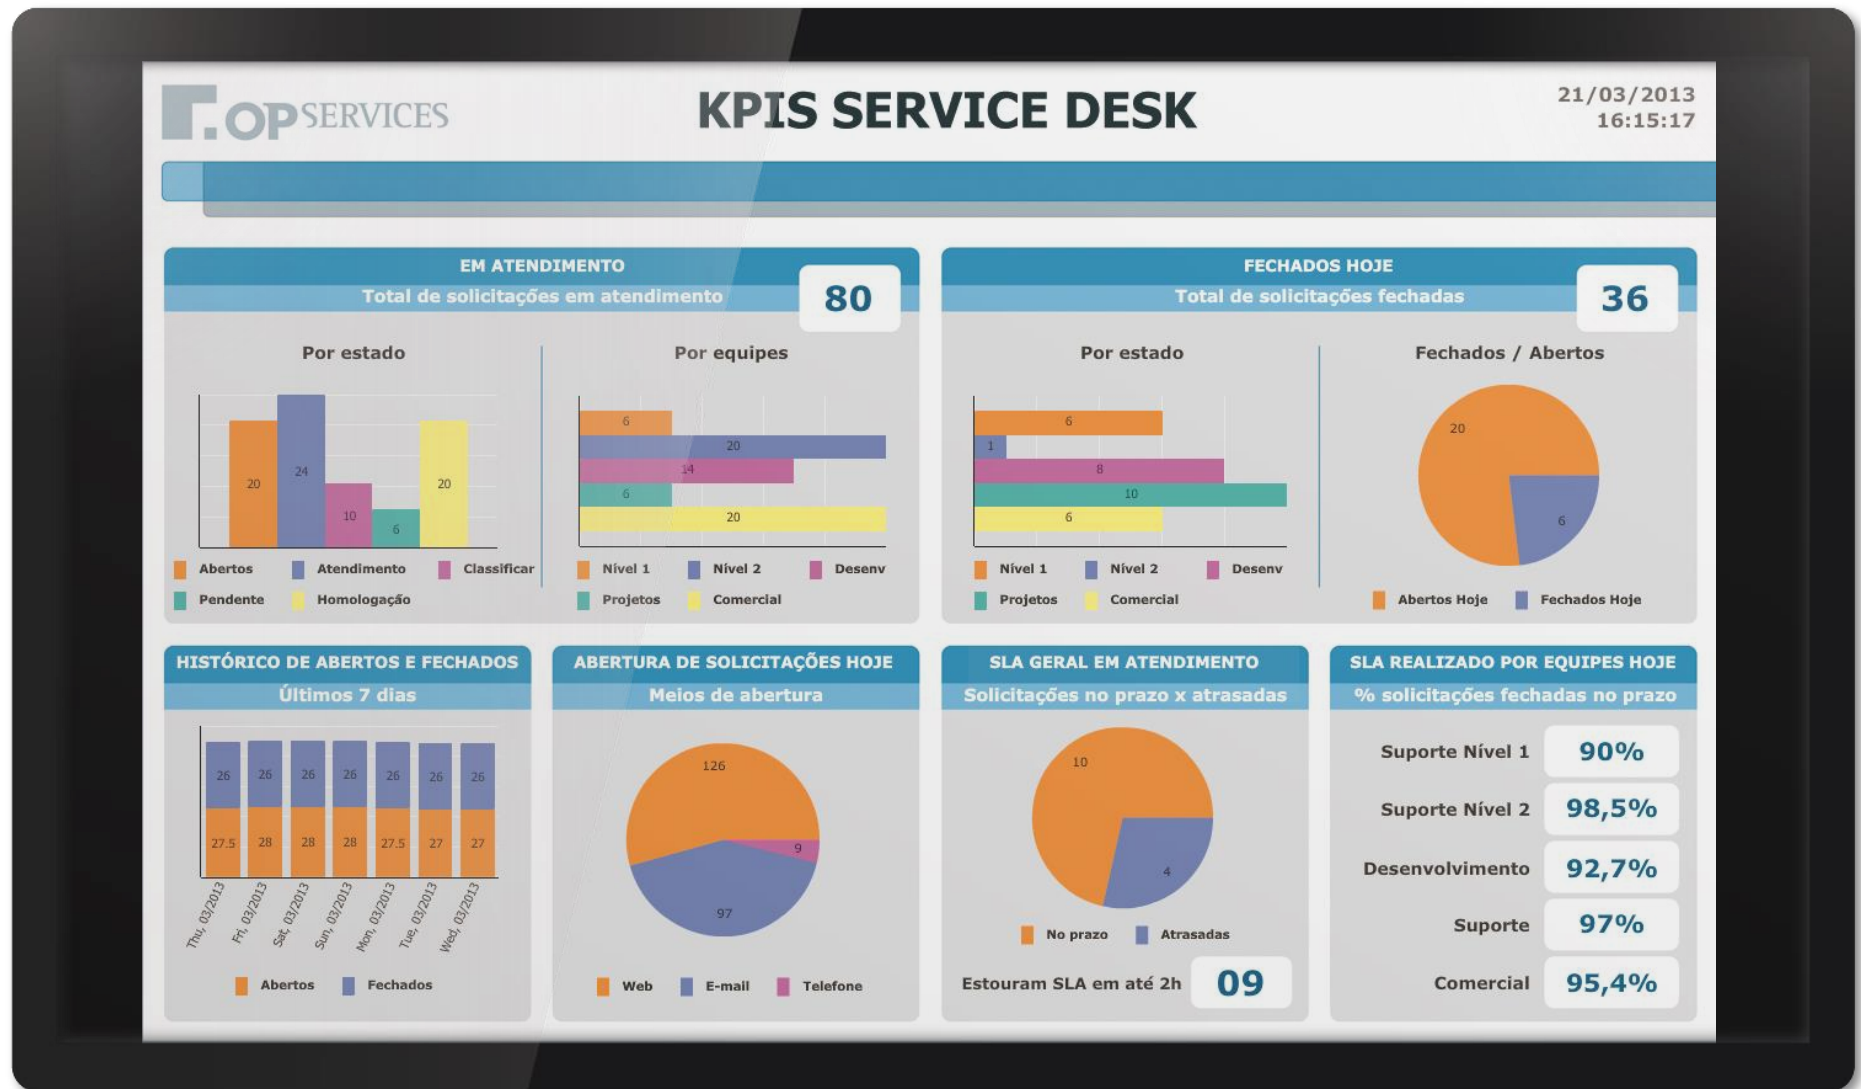 OPSERVICES
KPIS SERVICE DESK
21/03/2013
16:15:17
EM ATENDIMENTO
Total de solicitações em atendimento
80
Por estado
20
24
10
6
20
Abertos
Atendimento
Classificar
Pendente
Homologação
Por equipes
6
20
14
6
20
Nível 1
Nível 2
Desenv
Projetos
Comercial
FECHADOS HOJE
Total de solicitações fechadas
36
Por estado
6
1
8
10
6
Nível 1
Nível 2
Desenv
Projetos
Comercial
Fechados / Abertos
20
6
Abertos Hoje
Fechados Hoje
HISTÓRICO DE ABERTOS E FECHADOS
Últimos 7 dias
26 26 26 26 26 26 26
27.5 28 28 28 27.5 27 27
Thu, 03/2013
Fri, 03/2013
Sat, 03/2013
Sun, 03/2013
Mon, 03/2013
Tue, 03/2013
Wed, 03/2013
Abertos
Fechados
ABERTURA DE SOLICITAÇÕES HOJE
Meios de abertura
126
9
97
Web
E-mail
Telefone
SLA GERAL EM ATENDIMENTO
Solicitações no prazo x atrasadas
10
4
No prazo
Atrasadas
Estouram SLA em até 2h
09
SLA REALIZADO POR EQUIPES HOJE
% solicitações fechadas no prazo
Suporte Nível 1 90%
Suporte Nível 2 98,5%
Desenvolvimento 92,7%
Suporte 97%
Comercial 95,4%